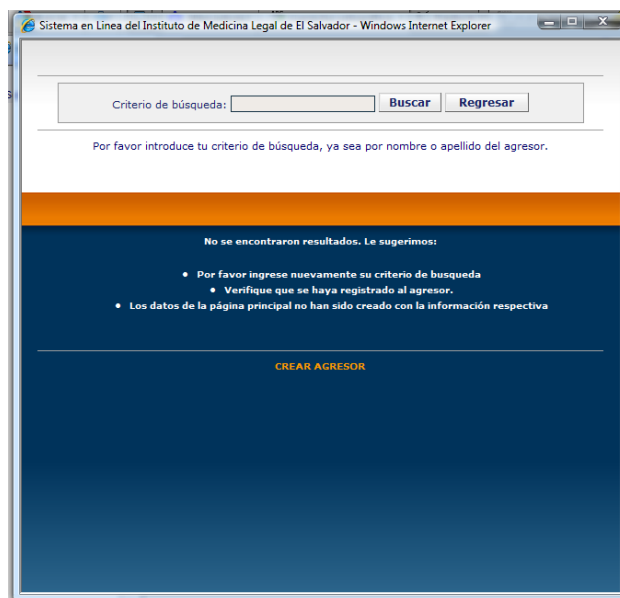 Sistema en Linea del Instituto de Medicina Legal de El Salvador - Windows Internet Explorer
Criterio de búsqueda: Buscar Regresar
Por favor introduce tu criterio de búsqueda, ya sea por nombre o apellido del agresor.
No se encontraron resultados. Le sugerimos:
• Por favor ingrese nuevamente su criterio de busqueda
• Verifique que se haya registrado al agresor.
• Los datos de la página principal no han sido creado con la información respectiva
CREAR AGRESOR